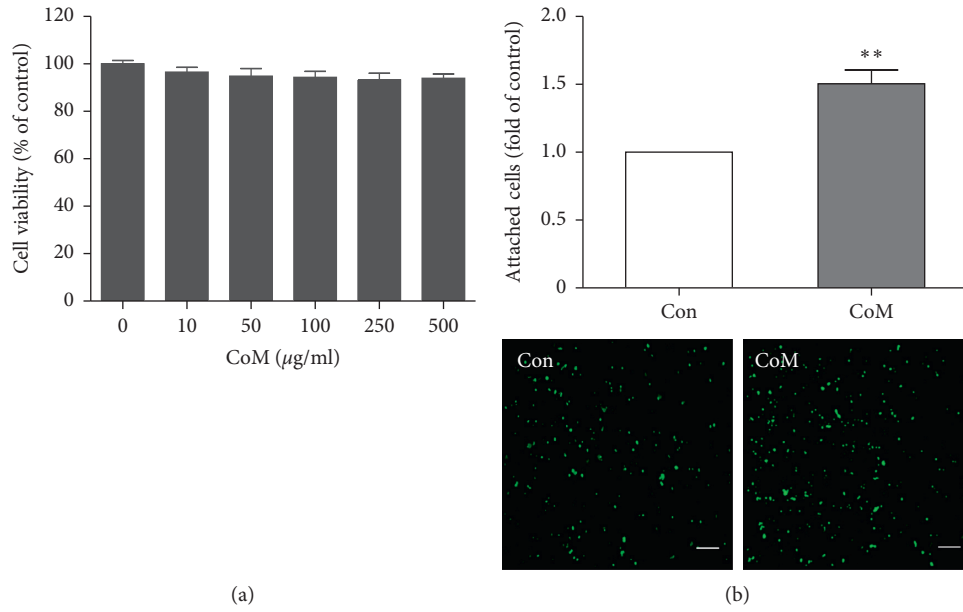 120
100
80
60
40
20
0
Cell viability (% of control)
0 10 50 100 250 500
CoM (μg/ml)
(a)
2.0
1.5
1.0
0.5
0
Attached cells (fold of control)
**
Con CoM
Con CoM
(b)